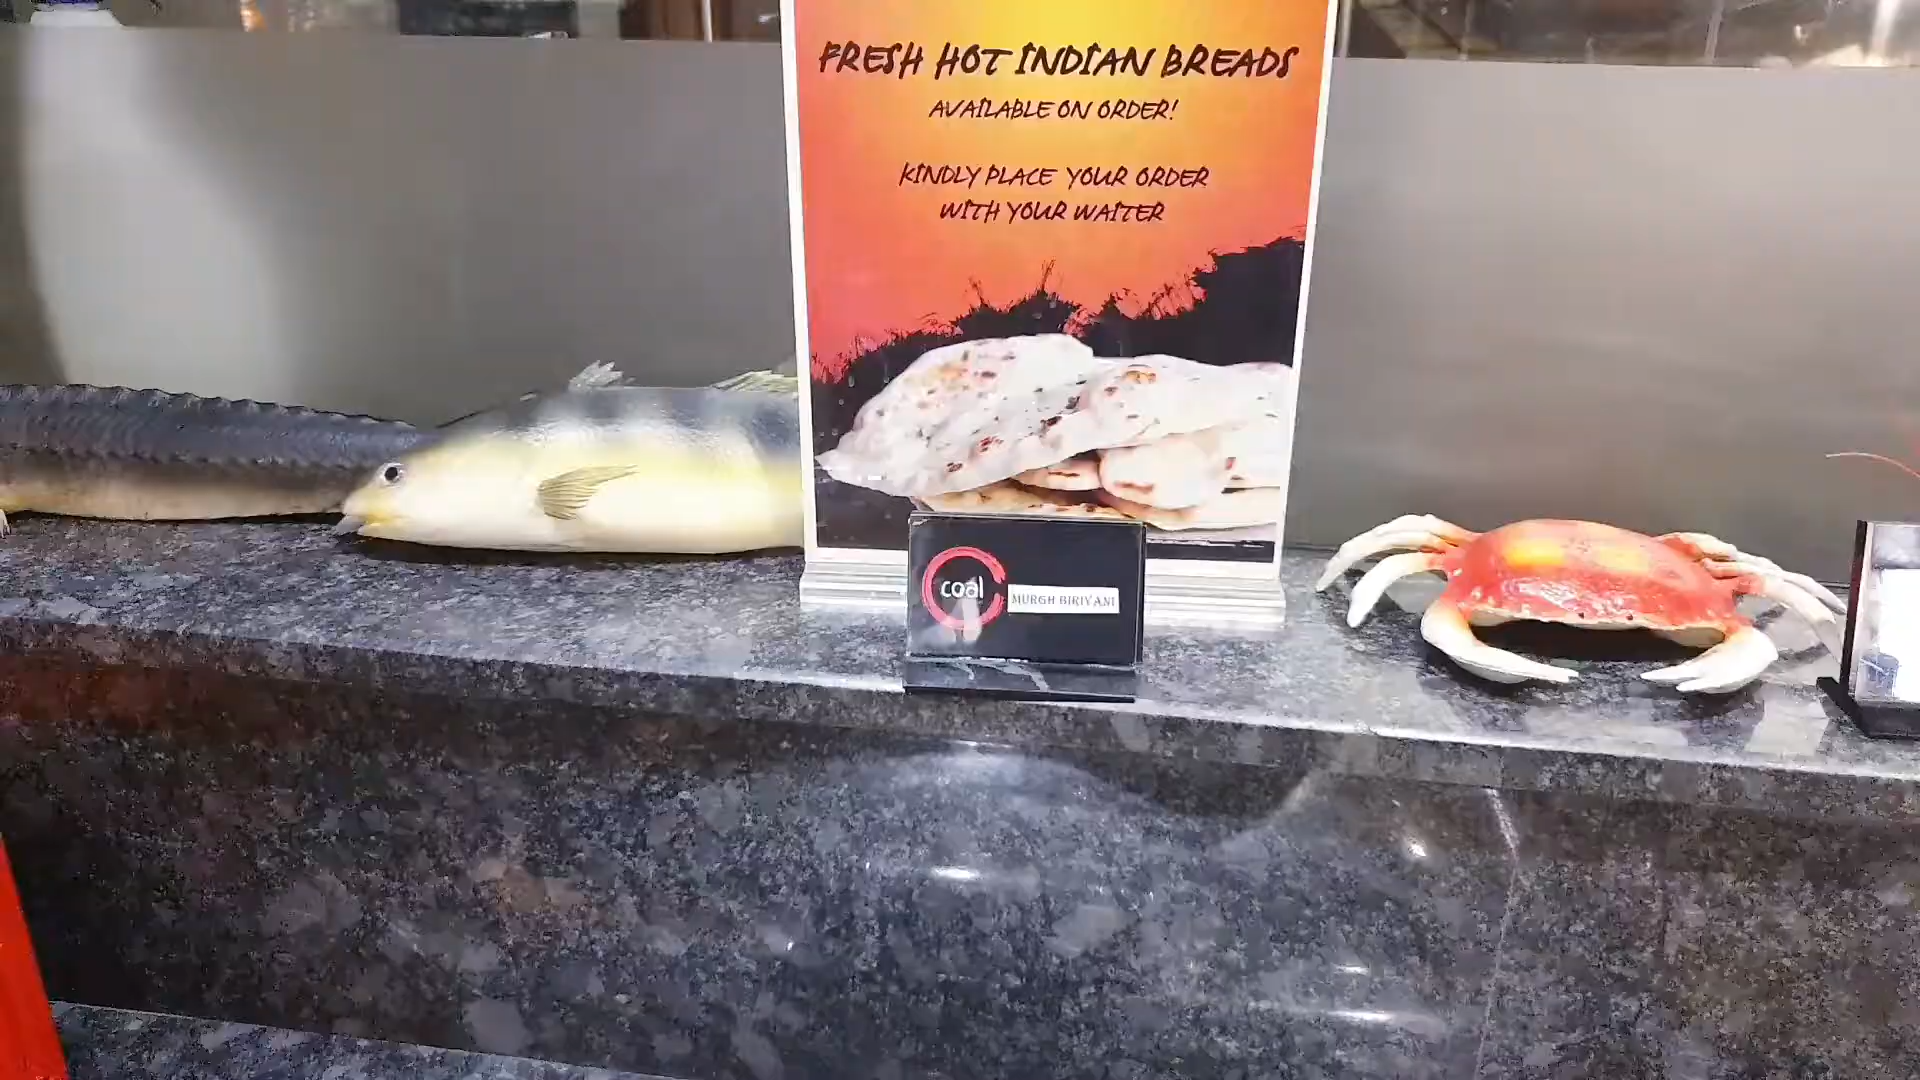 FRESH HOT INDIAN BREADS
AVAILABLE ON ORDER!
KINDLY PLACE YOUR ORDER
WITH YOUR WAITER
coal
MURGH BIRIYANI